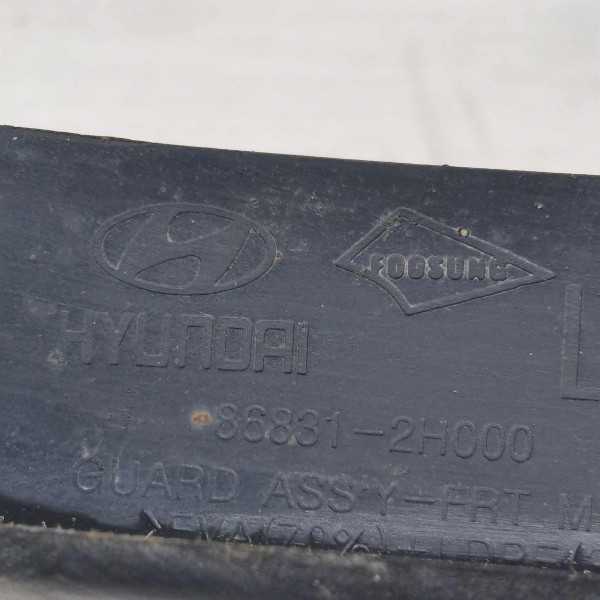 FOOSUNG
HYUNDAI
L
86831-2H000
GUARD ASS'Y-FRT M